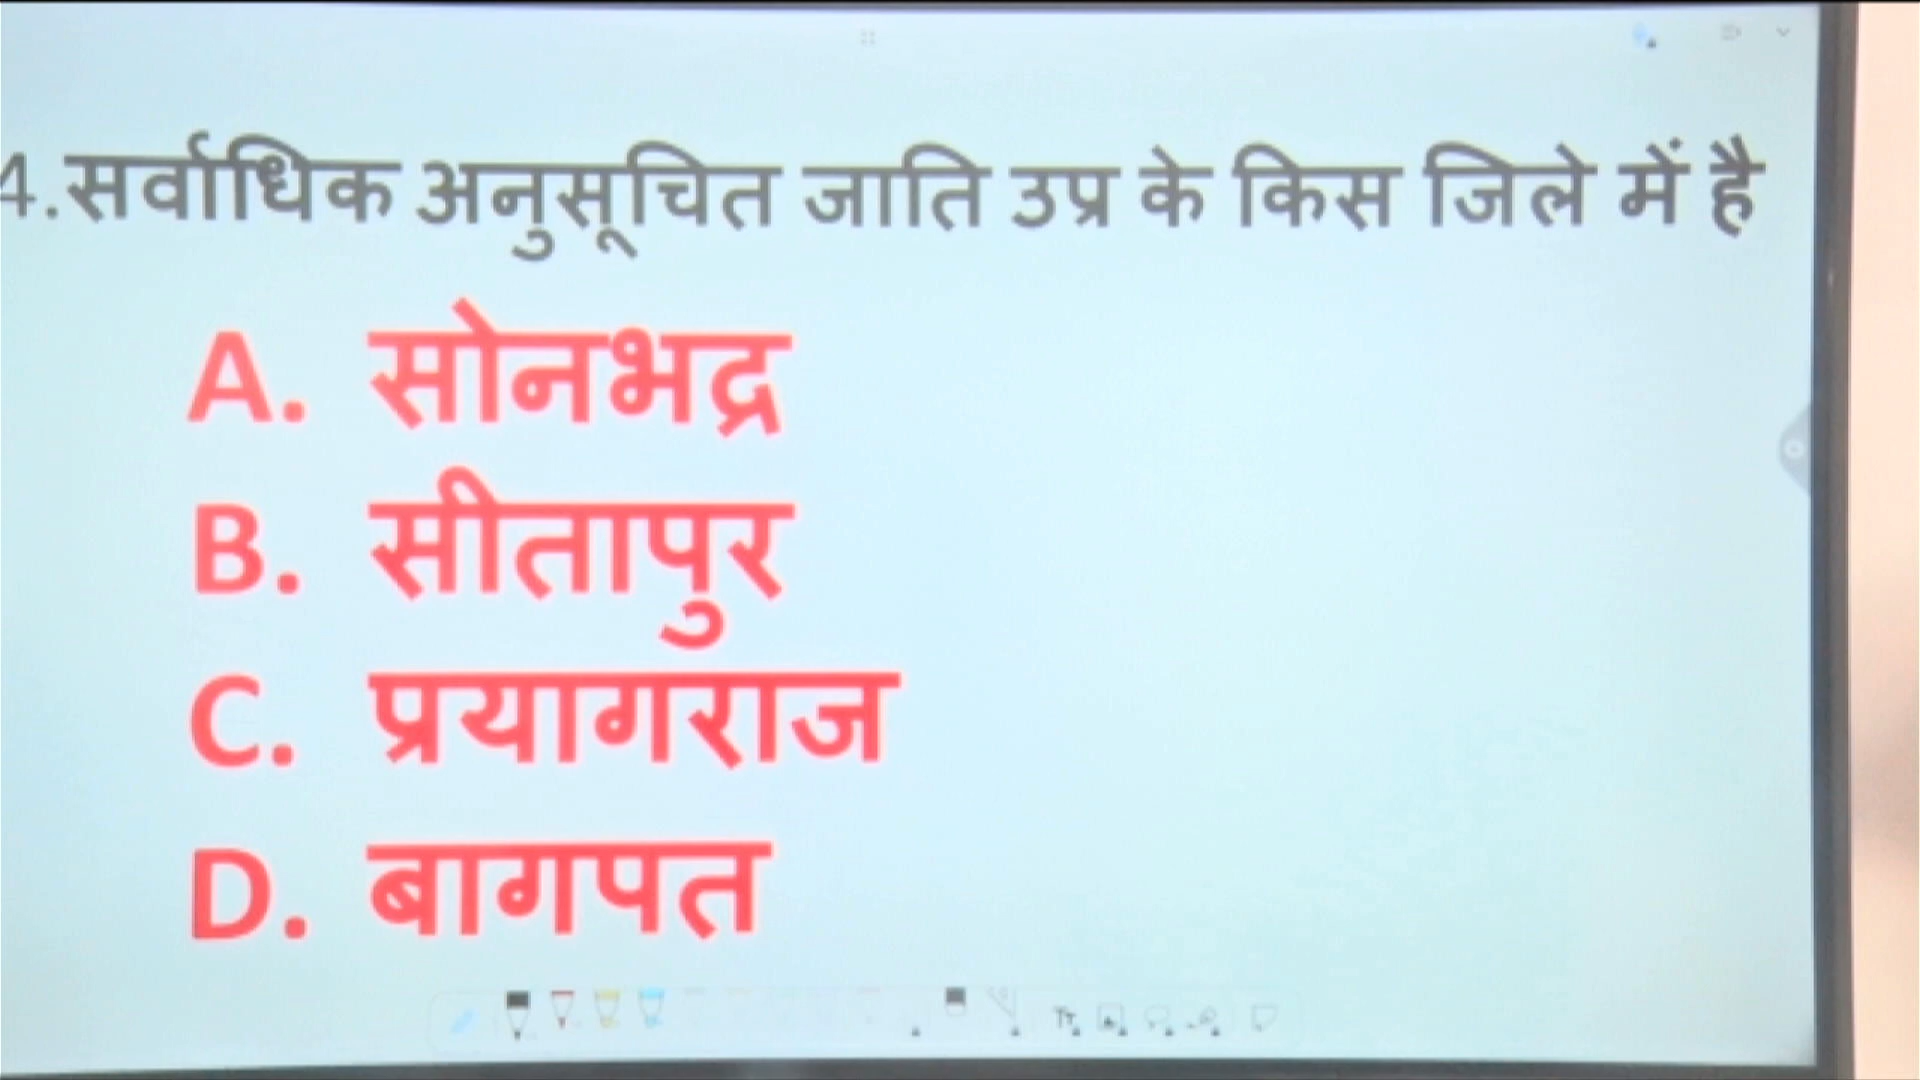 4.सर्वाधिक अनुसूचित जाति उप्र के किस जिले में है
A. सोनभद्र
B. सीतापुर
C. प्रयागराज
D. बागपत